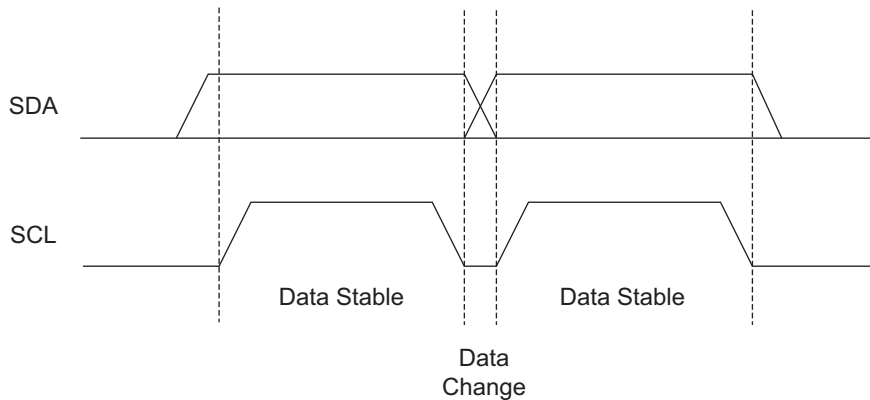 SDA
SCL
Data Stable
Data Stable
Data
Change